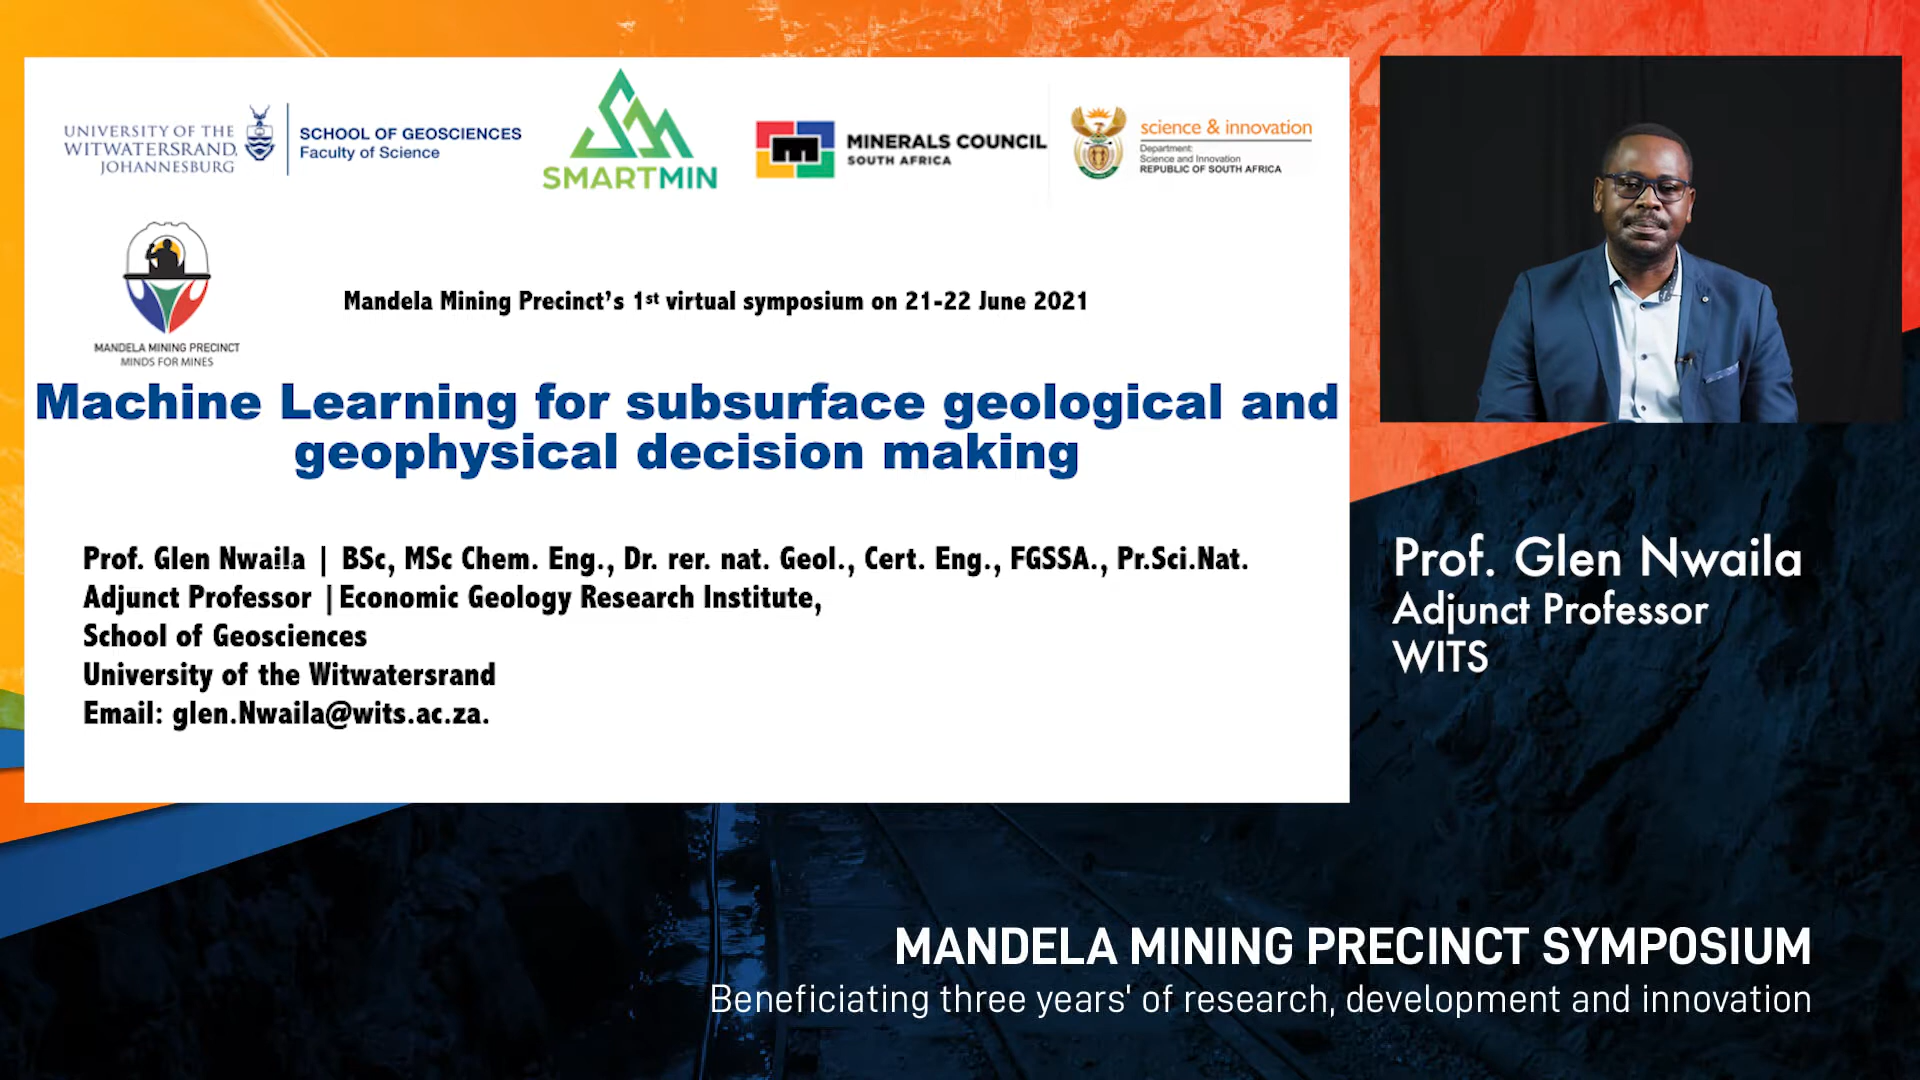 UNIVERSITY OF THE
WITWATERSRAND,
JOHANNESBURG
SCHOOL OF GEOSCIENCES
Faculty of Science
SMARTMIN
m
MINERALS COUNCIL
SOUTH AFRICA
science & innovation
Department:
Science and Innovation
REPUBLIC OF SOUTH AFRICA
MANDELA MINING PRECINCT
MINDS FOR MINES
Mandela Mining Precinct's 1st virtual symposium on 21-22 June 2021
Machine Learning for subsurface geological and
geophysical decision making
Prof. Glen Nwaila | BSc, MSc Chem. Eng., Dr. rer. nat. Geol., Cert. Eng., FGSSA., Pr.Sci.Nat.
Adjunct Professor |Economic Geology Research Institute,
School of Geosciences
University of the Witwatersrand
Email: glen.Nwaila@wits.ac.za.
Prof. Glen Nwaila
Adjunct Professor
WITS
MANDELA MINING PRECINCT SYMPOSIUM
Beneficiating three years' of research, development and innovation